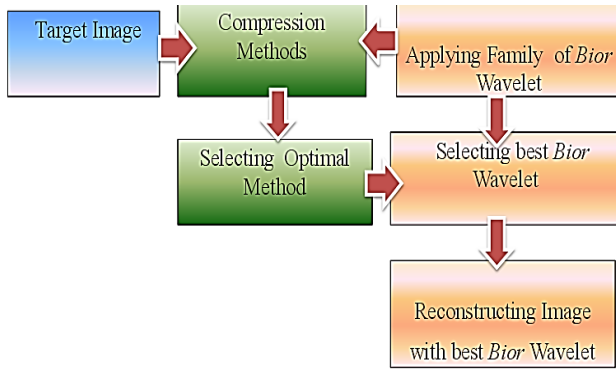 Target Image
Compression
Methods
Applying Family of Bior
Wavelet
Selecting Optimal
Method
Selecting best Bior
Wavelet
Reconstructing Image
with best Bior Wavelet